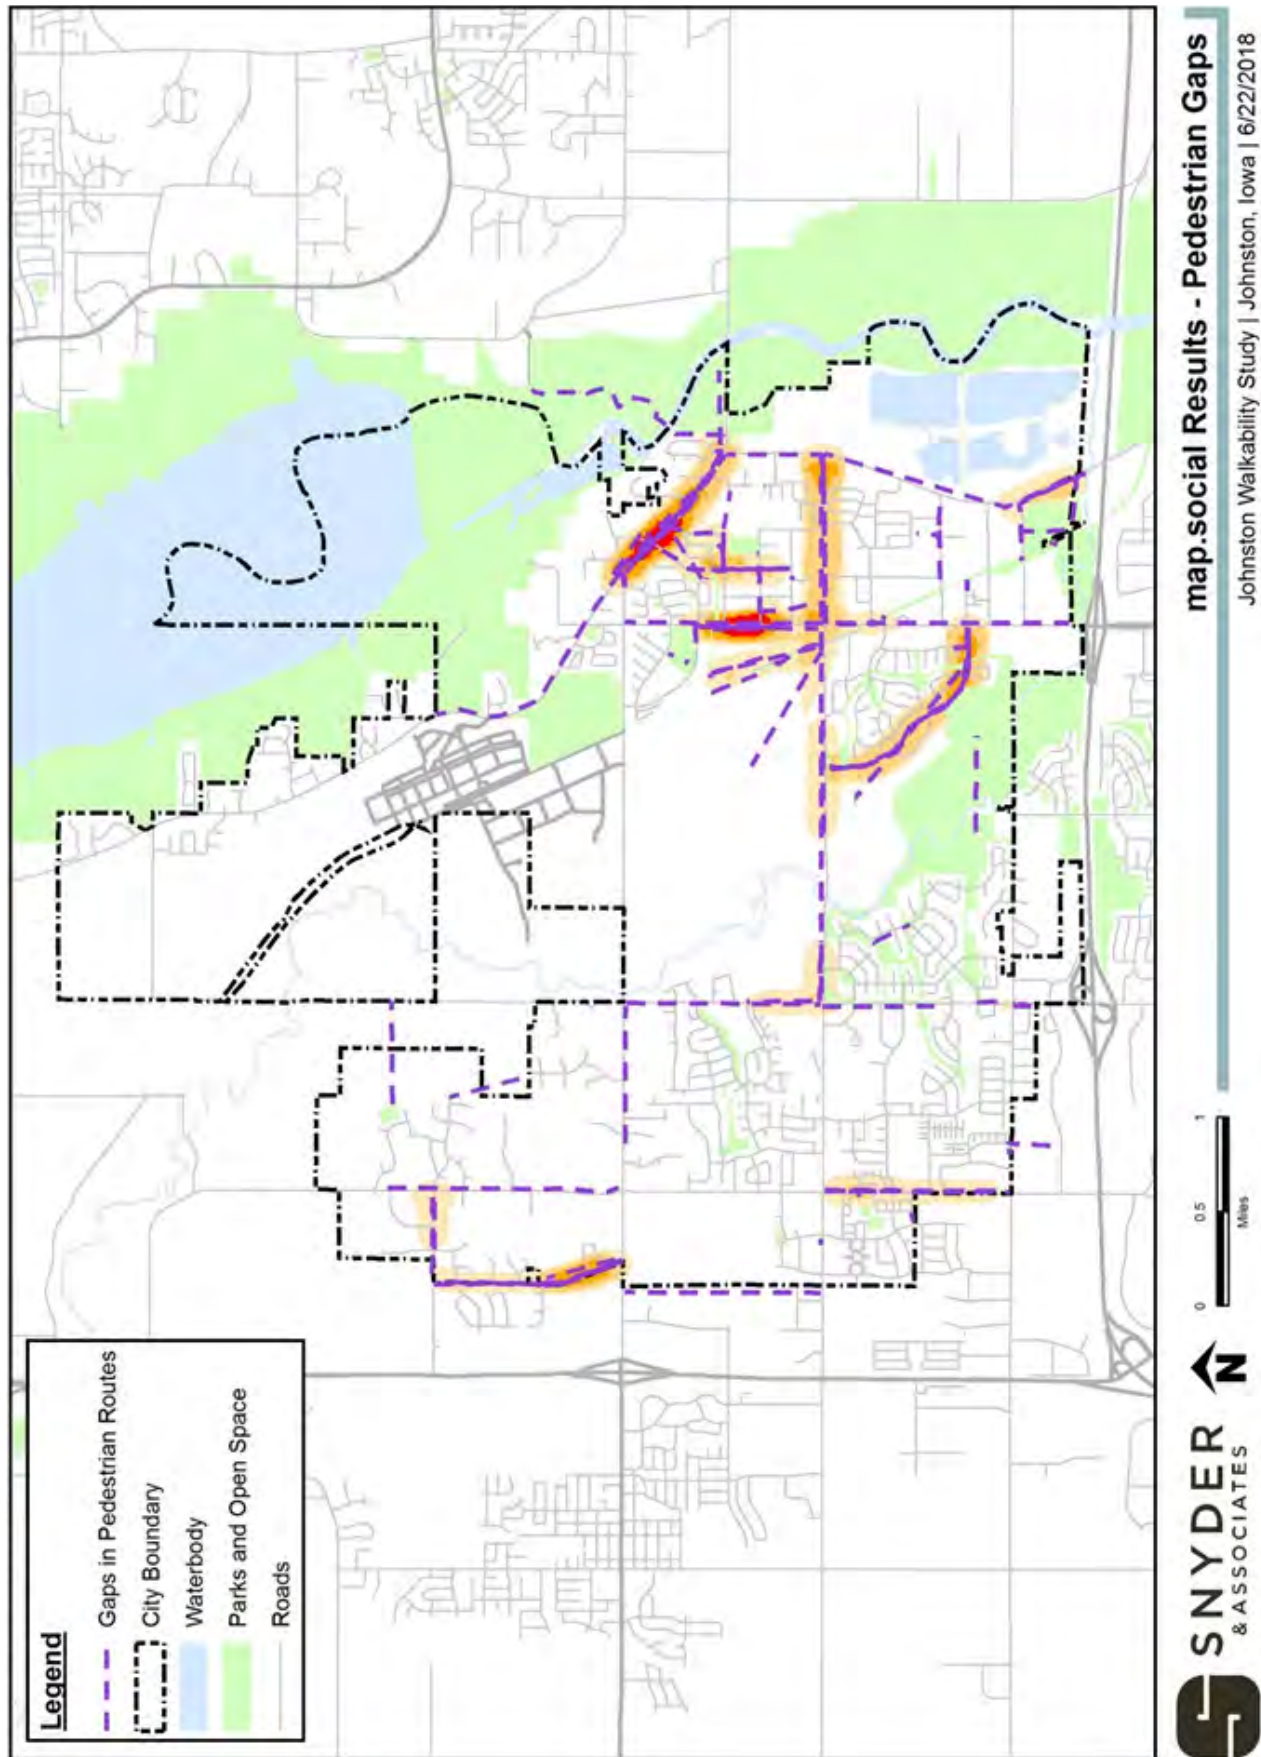 Legend
Gaps in Pedestrian Routes
City Boundary
Waterbody
Parks and Open Space
Roads
SNYDER
& ASSOCIATES
N
0 0.5 1
Miles
map.social Results - Pedestrian Gaps
Johnston Walkability Study | Johnston, Iowa | 6/22/2018